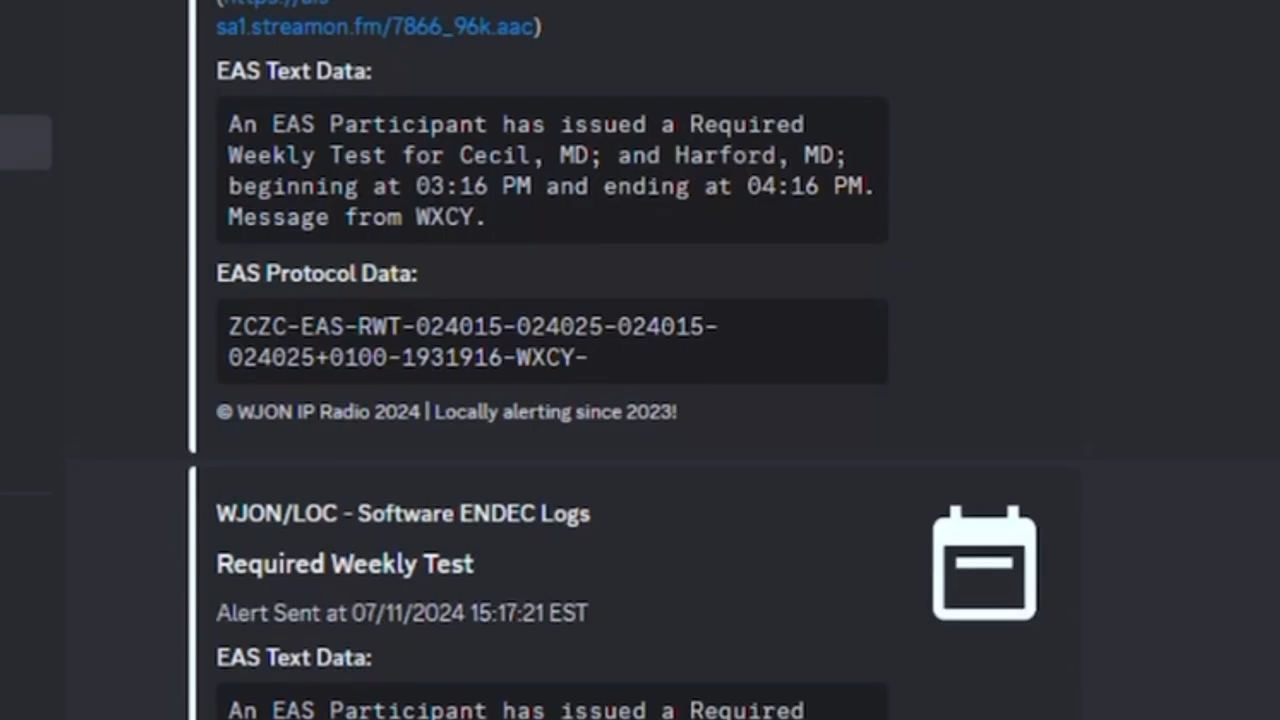 sa1.streamon.fm/7866_96k.aac)
EAS Text Data:
An EAS Participant has issued a Required
Weekly Test for Cecil, MD; and Harford, MD;
beginning at 03:16 PM and ending at 04:16 PM.
Message from WXCY.
EAS Protocol Data:
ZCZC-EAS-RWT-024015-024025-024015-
024025+0100-1931916-WXCY-
© WJON IP Radio 2024 | Locally alerting since 2023!
WJON/LOC - Software ENDEC Logs
Required Weekly Test
Alert Sent at 07/11/2024 15:17:21 EST
EAS Text Data:
An EAS Participant has issued a Required